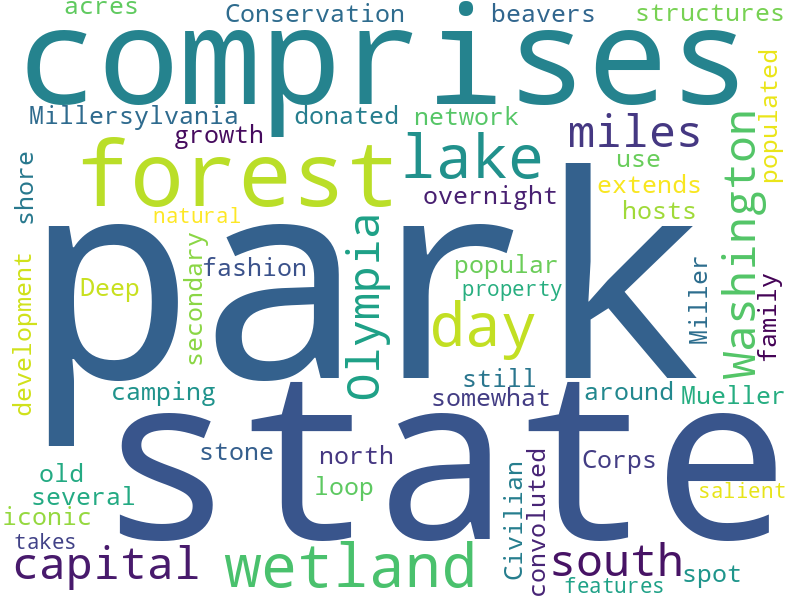 acres
Conservation
beavers
structures
comprises
Millersylvania
donated
network
populated
growth
miles
forest
lake
use
Washington
shore
overnight
extends
natural
hosts
park
Olympia
secondary
fashion
popular
Deep
property
Miller
family
development
day
still
camping
somewhat
around
Mueller
state
stone
north
Corps
old
loop
several
Civilian
convoluted
salient
iconic
takes
capital
wetland
south
spot
features